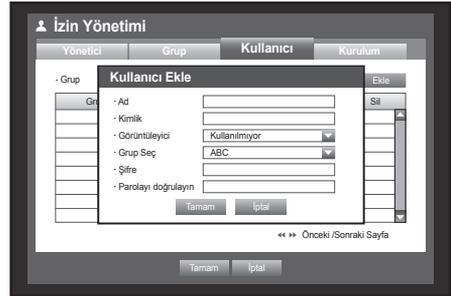 İzin Yönetimi
Yönetici Grup Kullanıcı Kurulum
· Grup
Ekle
Sil
Kullanıcı Ekle
· Ad
· Kimlik
· Görüntüleyici Kullanılmıyor
· Grup Seç ABC
· Şifre
· Parolayı doğrulayın
Tamam İptal
Önceki /Sonraki Sayfa
Tamam İptal